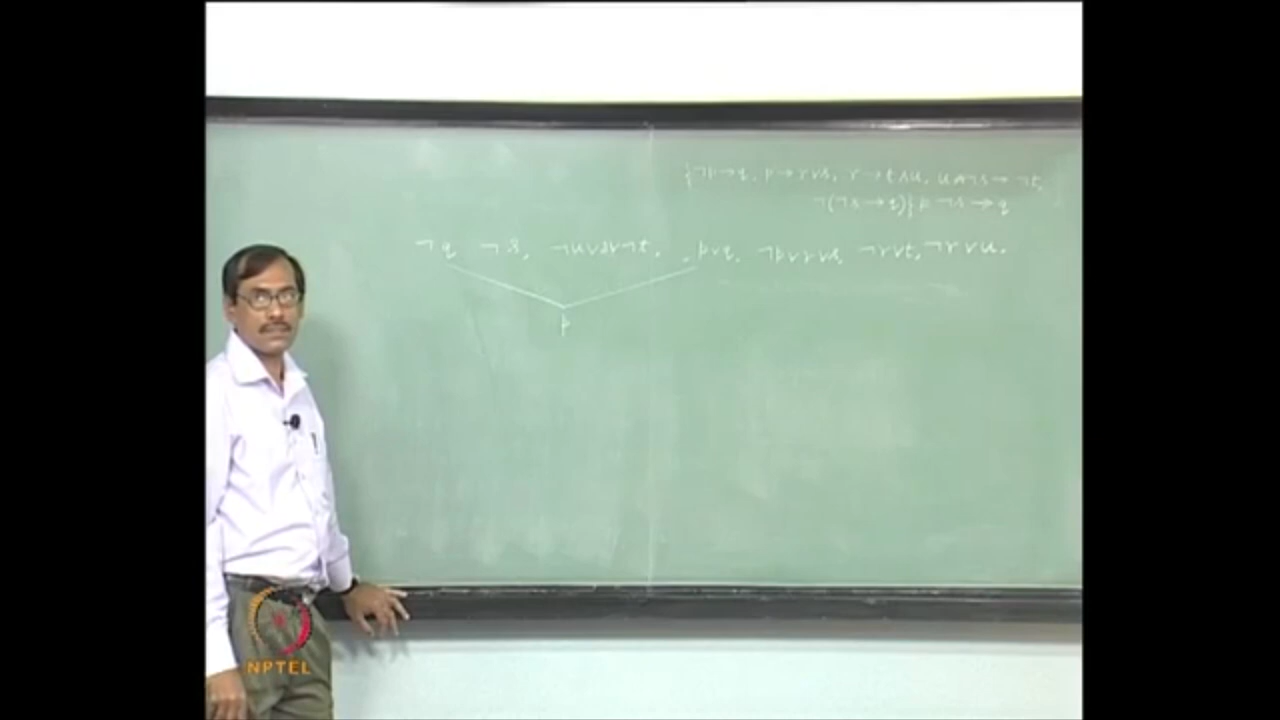 {¬p→q, p→r∨s, r→t∧u, u∧¬s→¬t,
¬(¬s→q)} ⊢ ¬s→q
¬q ¬s, ¬u∨s∨¬t, p∨q, ¬p∨r∨s, ¬r∨t, ¬r∨u.
p
NPTEL